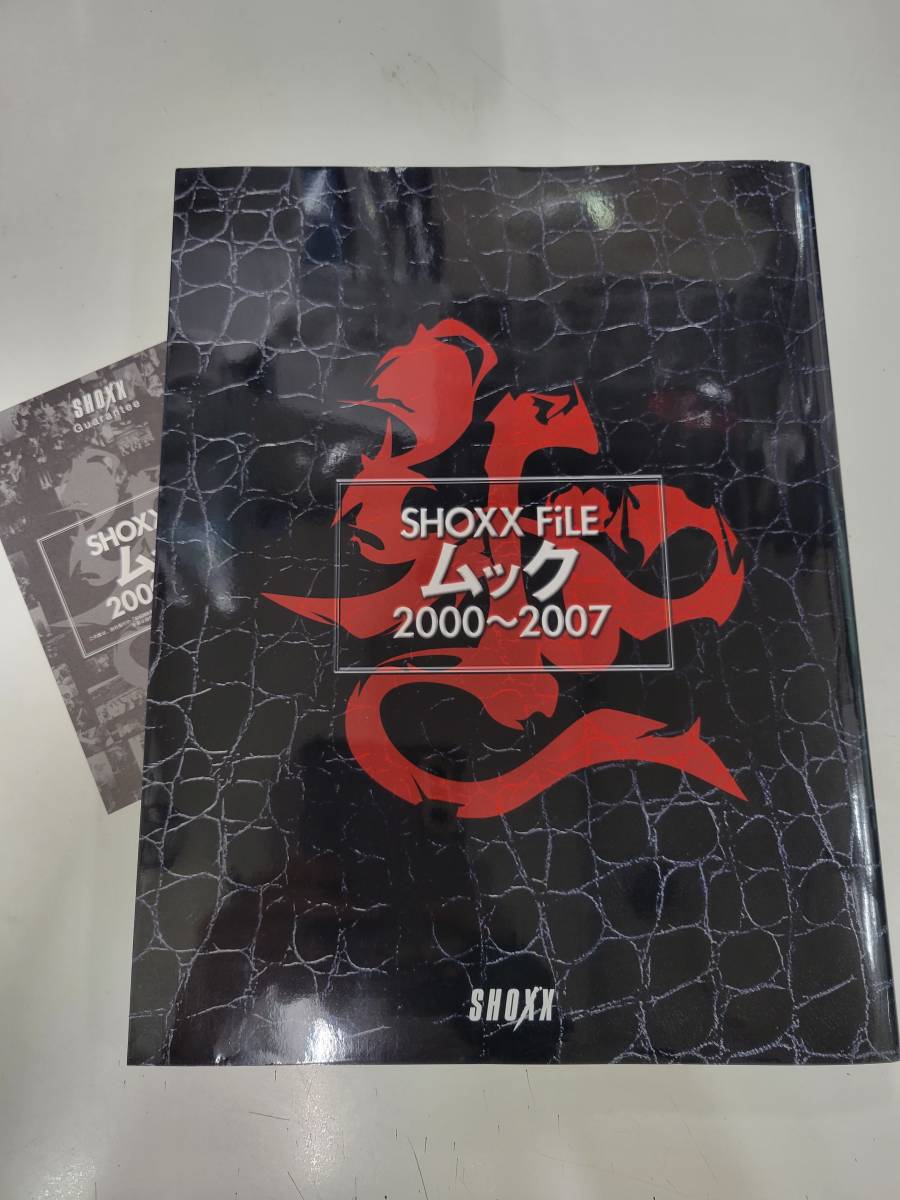 SHOXX
Guarantee
SHOXX
ム
200
SHOXX FiLE
ムック
2000～2007
SHOXX